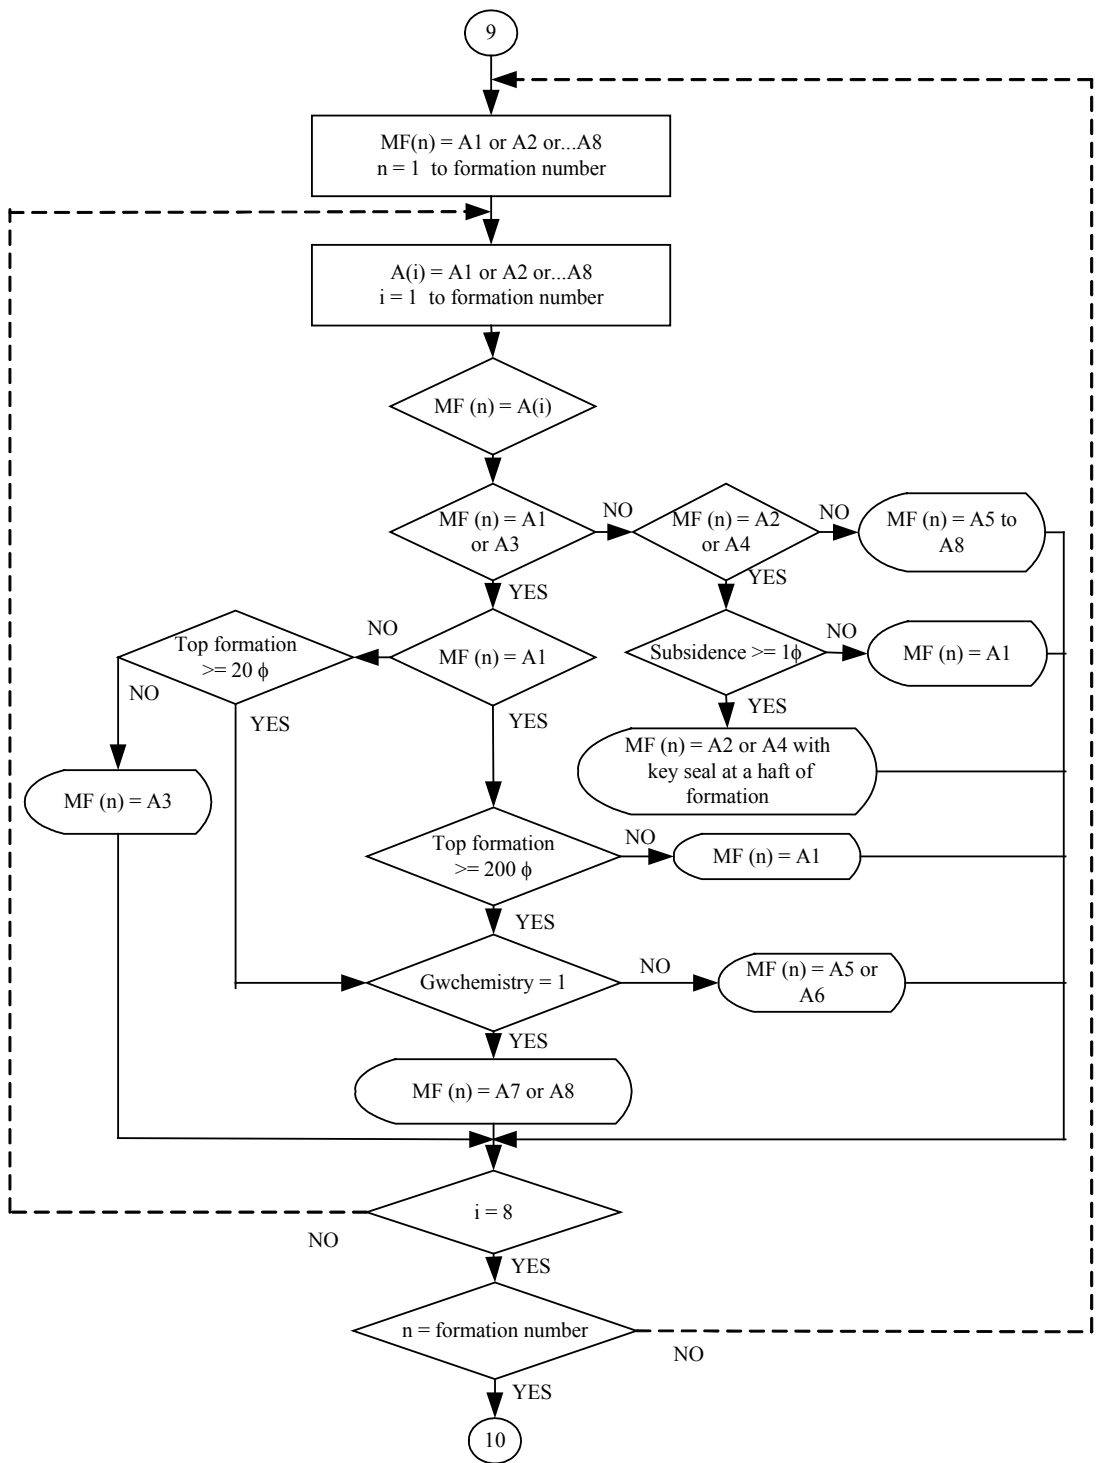 9
MF(n) = A1 or A2 or...A8
n = 1 to formation number
A(i) = A1 or A2 or...A8
i = 1 to formation number
MF (n) = A(i)
MF (n) = A1
or A3
NO
MF (n) = A2
or A4
NO
MF (n) = A5 to
A8
YES
YES
Top formation
>= 20 ϕ
NO
MF (n) = A1
Subsidence >= 1ϕ
NO
MF (n) = A1
NO
YES
YES
YES
MF (n) = A2 or A4 with
key seal at a haft of
formation
MF (n) = A3
Top formation
>= 200 ϕ
NO
MF (n) = A1
YES
Gwchemistry = 1
NO
MF (n) = A5 or
A6
YES
MF (n) = A7 or A8
i = 8
NO
YES
n = formation number
NO
YES
10